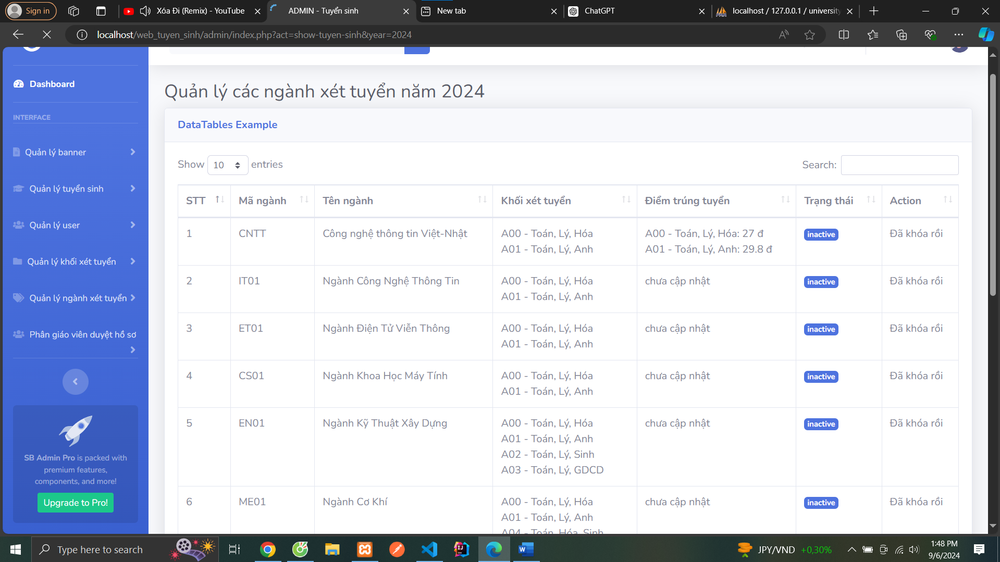 Sign in
Xóa Đi (Remix) - YouTube
ADMIN - Tuyển sinh
New tab
ChatGPT
localhost / 127.0.0.1 / university
localhost/web_tuyen_sinh/admin/index.php?act=show-tuyen-sinh&year=2024
Dashboard
INTERFACE
Quản lý banner
Quản lý tuyển sinh
Quản lý user
Quản lý khối xét tuyển
Quản lý ngành xét tuyển
Phân giáo viên duyệt hồ sơ
SB Admin Pro is packed with
premium features,
components, and more!
Upgrade to Pro!
Quản lý các ngành xét tuyển năm 2024
DataTables Example
Show 10 entries
Search:
STT Mã ngành Tên ngành Khối xét tuyển Điểm trúng tuyển Trạng thái Action
1 CNTT Công nghệ thông tin Việt-Nhật A00 - Toán, Lý, Hóa A00 - Toán, Lý, Hóa: 27 đ inactive Đã khóa rồi
A01 - Toán, Lý, Anh A01 - Toán, Lý, Anh: 29.8 đ
2 IT01 Ngành Công Nghệ Thông Tin A00 - Toán, Lý, Hóa chưa cập nhật inactive Đã khóa rồi
A01 - Toán, Lý, Anh
3 ET01 Ngành Điện Tử Viễn Thông A00 - Toán, Lý, Hóa chưa cập nhật inactive Đã khóa rồi
A01 - Toán, Lý, Anh
4 CS01 Ngành Khoa Học Máy Tính A00 - Toán, Lý, Hóa chưa cập nhật inactive Đã khóa rồi
A01 - Toán, Lý, Anh
5 EN01 Ngành Kỹ Thuật Xây Dựng A00 - Toán, Lý, Hóa chưa cập nhật inactive Đã khóa rồi
A01 - Toán, Lý, Anh
A02 - Toán, Lý, Sinh
A03 - Toán, Lý, GDCD
6 ME01 Ngành Cơ Khí A00 - Toán, Lý, Hóa chưa cập nhật inactive Đã khóa rồi
A01 - Toán, Lý, Anh
A04 - Toán, Hóa, Sinh
Type here to search
JPY/VND +0,30%
1:48 PM
9/6/2024